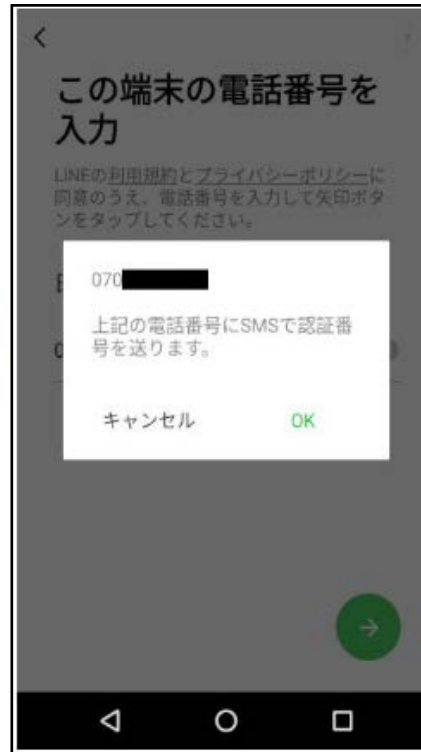 この端末の電話番号を
入力
LINEの利用規約とプライバシーポリシーに
同意のうえ、電話番号を入力して矢印ボタ
ンをタップしてください。
070
上記の電話番号にSMSで認証番
号を送ります。
キャンセル OK